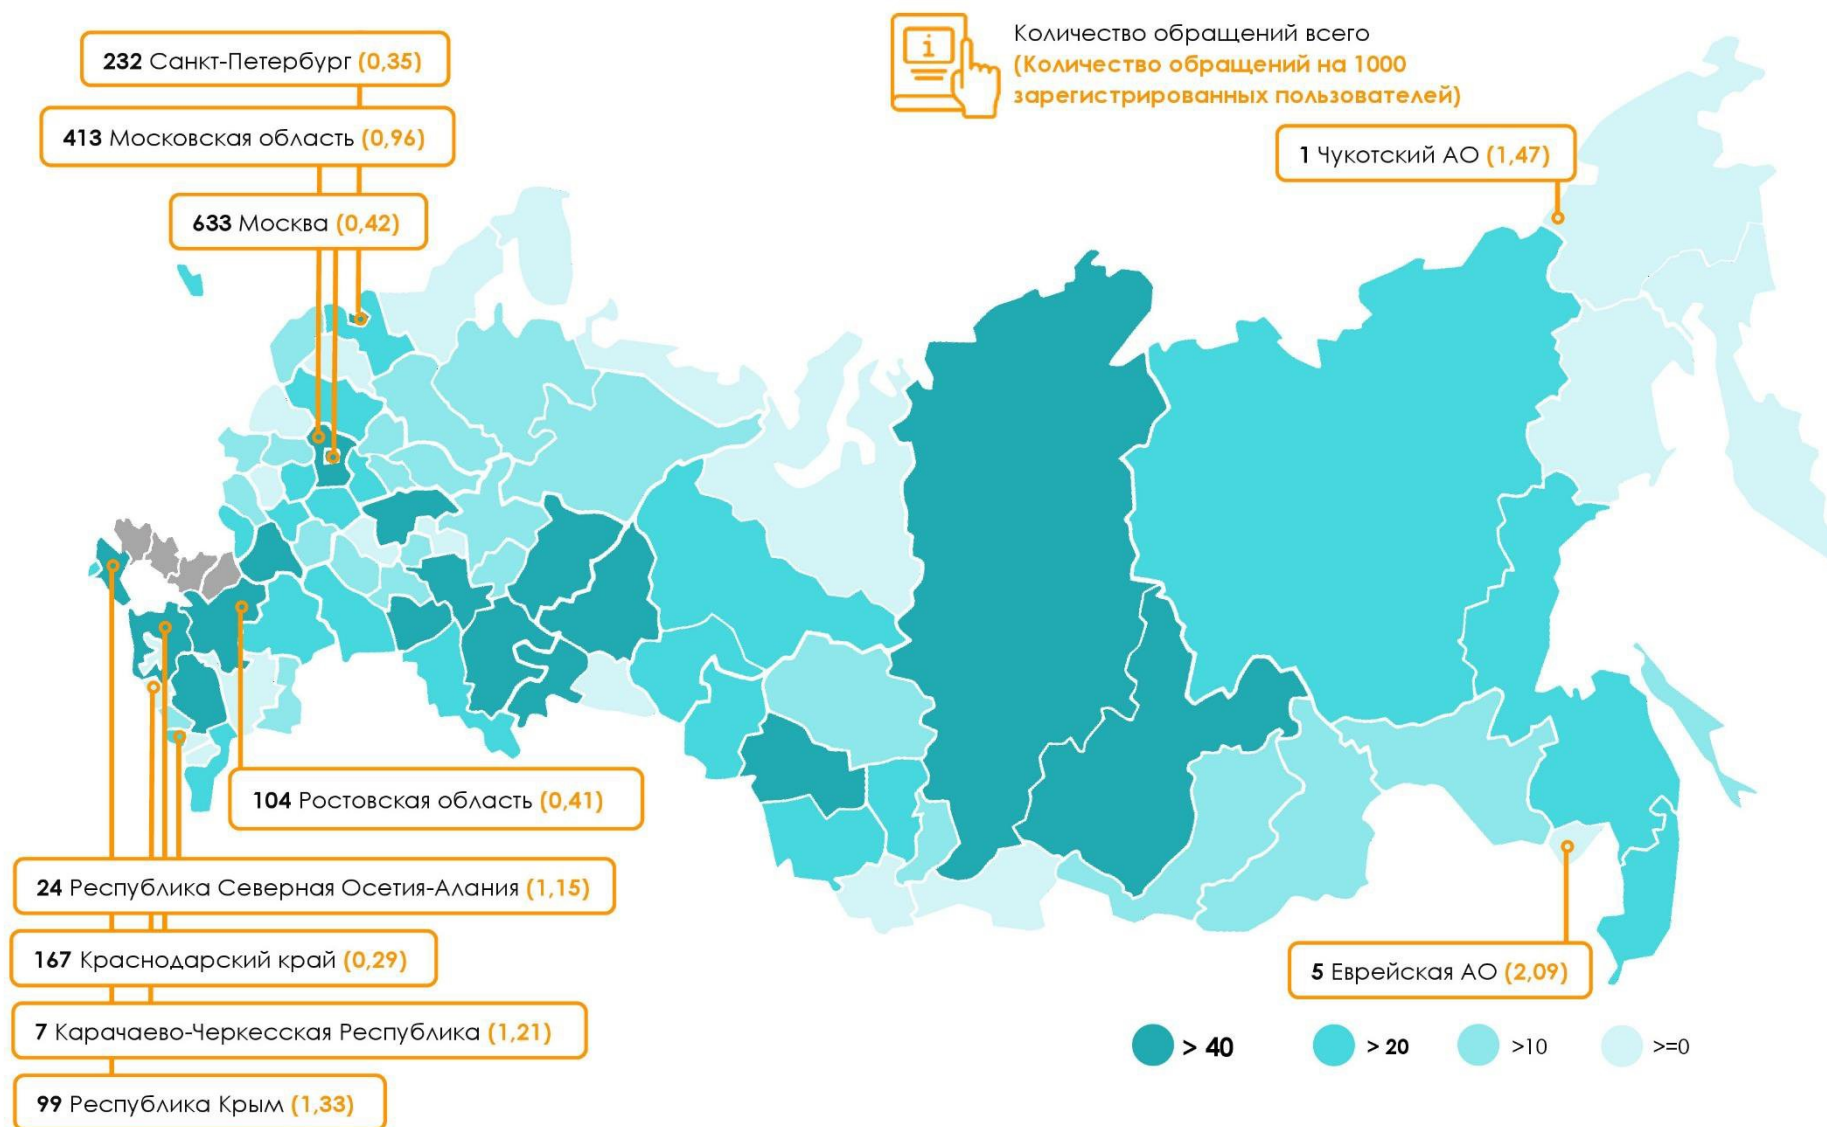 232 Санкт-Петербург (0,35)
413 Московская область (0,96)
633 Москва (0,42)
i
Количество обращений всего
(Количество обращений на 1000
зарегистрированных пользователей)
1 Чукотский АО (1,47)
104 Ростовская область (0,41)
24 Республика Северная Осетия-Алания (1,15)
167 Краснодарский край (0,29)
7 Карачаево-Черкесская Республика (1,21)
99 Республика Крым (1,33)
5 Еврейская АО (2,09)
> 40 > 20 >10 >=0